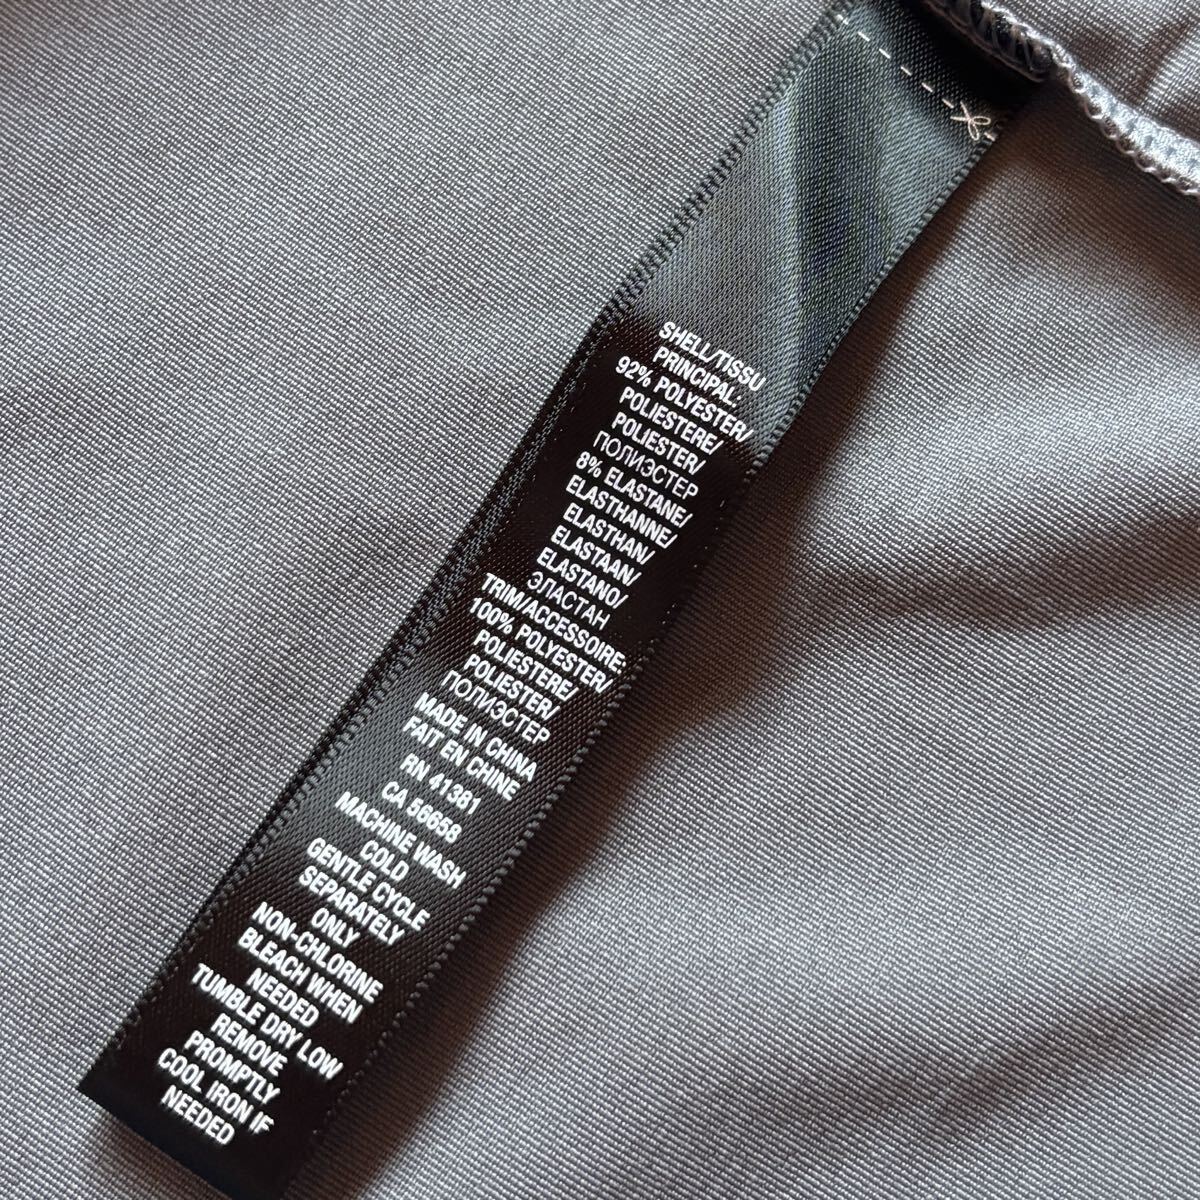 SHELL/TISSU
PRINCIPAL.
92% POLYESTER/
POLIESTERE/
POLIESTER/
ПОЛИЭСТЕР
8% ELASTANE/
ELASTHANNE/
ELASTHAN/
ELASTAAN/
ELASTANO/
ЭЛАСТАН
TRIM/ACCESSOIRE:
100% POLYESTER/
POLIESTERE/
POLIESTER/
ПОЛИЭСТЕР
MADE IN CHINA
FAIT EN CHINE
RN 41381
CA 56658
MACHINE WASH
COLD
GENTLE CYCLE
SEPARATELY
ONLY
NON-CHLORINE
BLEACH WHEN
NEEDED
TUMBLE DRY LOW
REMOVE
PROMPTLY
COOL IRON IF
NEEDED